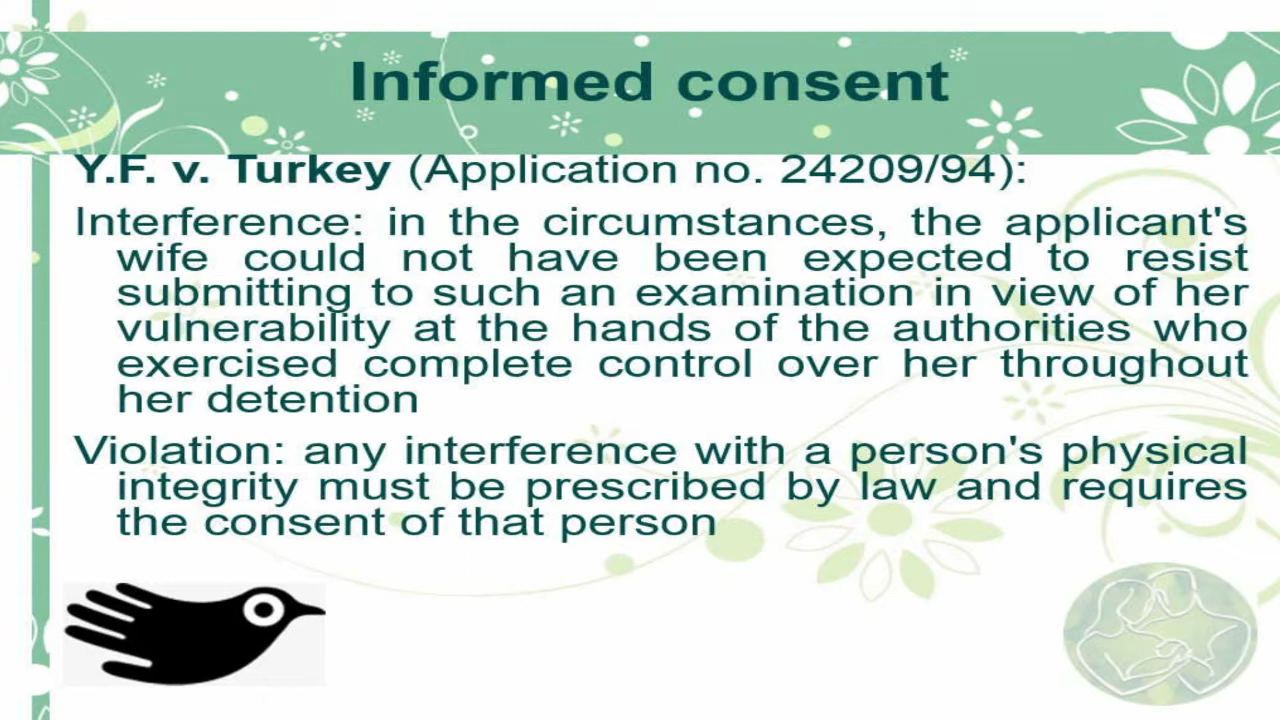 Informed consent
Y.F. v. Turkey (Application no. 24209/94):
Interference: in the circumstances, the applicant's
wife could not have been expected to resist
submitting to such an examination in view of her
vulnerability at the hands of the authorities who
exercised complete control over her throughout
her detention
Violation: any interference with a person's physical
integrity must be prescribed by law and requires
the consent of that person